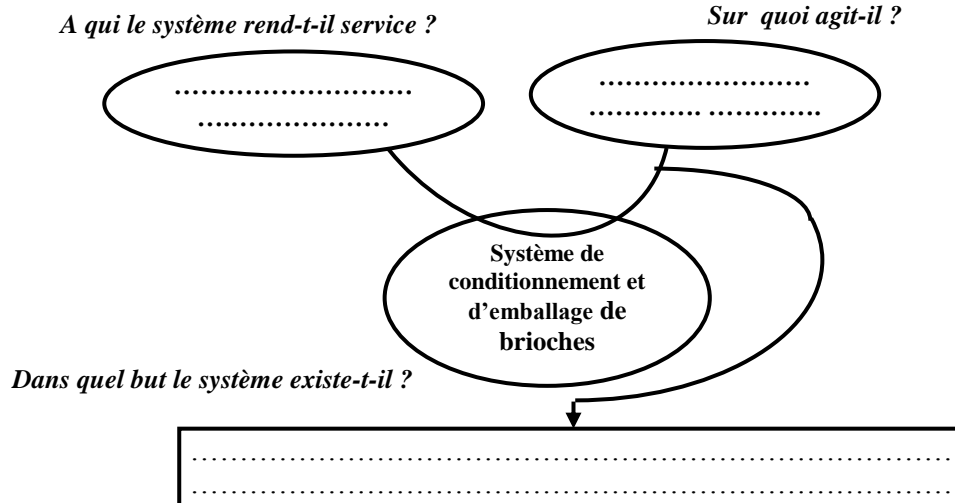 A qui le système rend-t-il service ?
Sur quoi agit-il ?
………………………
…..………………
………………………
…………. ………….
Système de
conditionnement et
d'emballage de
brioches
Dans quel but le système existe-t-il ?
……………………………………………………………………………
……………………………………………………………………………